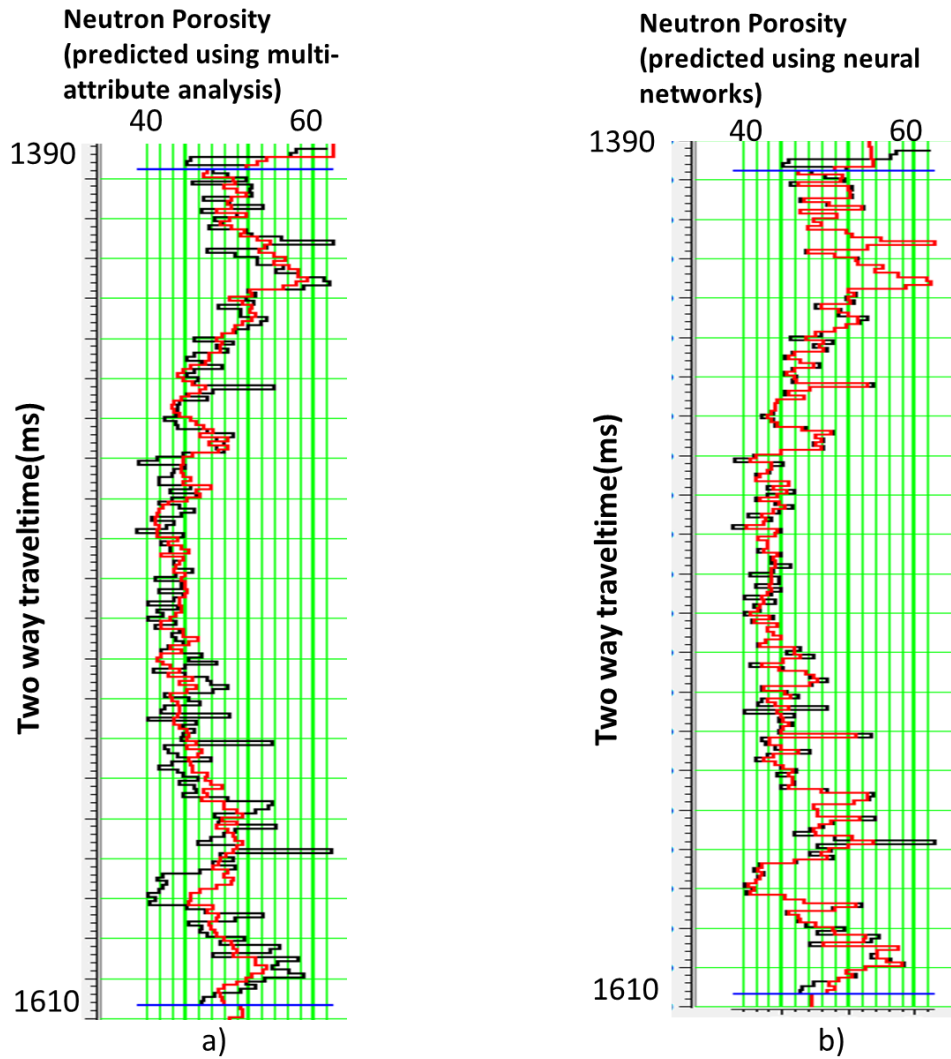 Neutron Porosity
(predicted using multi-
attribute analysis)
40 60
1390
Two way traveltime(ms)
1610
a)
Neutron Porosity
(predicted using neural
networks)
40 60
1390
Two way traveltime(ms)
1610
b)